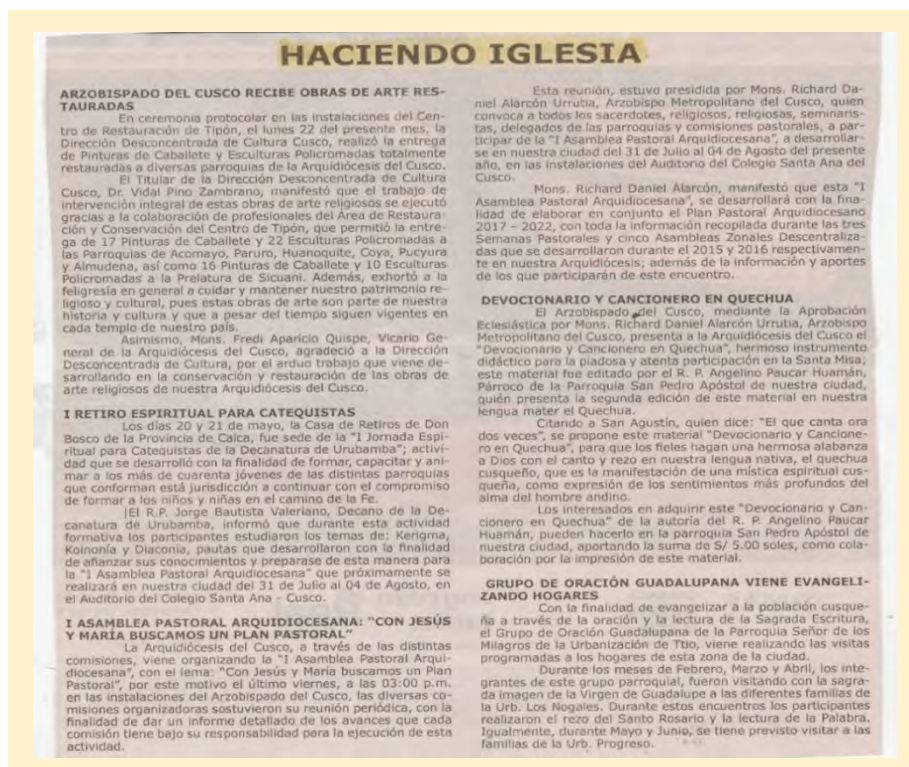 HACIENDO IGLESIA
ARZOBISPADO DEL CUSCO RECIBE OBRAS DE ARTE RES-
TAURADAS
En ceremonia protocolar en las instalaciones del Cen-
tro de Restauración de Tipón, el lunes 22 del presente mes, la
Dirección Desconcentrada de Cultura Cusco, realizó la entrega
de Pinturas de Caballete y Esculturas Policromadas totalmente
restauradas a diversas parroquias de la Arquidiócesis del Cusco.
El Titular de la Dirección Desconcentrada de Cultura
Cusco, Dr. Vidal Pino Zambrano, manifestó que el trabajo de
intervención integral de estas obras de arte religiosos se ejecutó
gracias a la colaboración de profesionales del Area de Restaura-
ción y Conservación del Centro de Tipón, que permitió la entre-
ga de 17 Pinturas de Caballete y 22 Esculturas Policromadas a
las Parroquias de Acomayo, Paruro, Huanoquite, Coya, Pucyura
y Almudena, así como 16 Pinturas de Caballete y 10 Esculturas
Policromadas a la Prelatura de Sicuani. Además, exhortó a la
feligresía en general a cuidar y mantener nuestro patrimonio re-
ligioso y cultural, pues estas obras de arte son parte de nuestra
historia y cultura y que a pesar del tiempo siguen vigentes en
cada templo de nuestro país.
Asimismo, Mons. Fredi Aparicio Quispe, Vicario Ge-
neral de la Arquidiócesis del Cusco, agradeció a la Dirección
Desconcentrada de Cultura, por el arduo trabajo que viene de-
sarrollando en la conservación y restauración de las obras de
arte religiosos de nuestra Arquidiócesis del Cusco.
I RETIRO ESPIRITUAL PARA CATEQUISTAS
Los días 20 y 21 de mayo, la Casa de Retiros de Don
Bosco de la Provincia de Calca, fue sede de la "I Jornada Espi-
ritual para Catequistas de la Decanatura de Urubamba"; activi-
dad que se desarrolló con la finalidad de formar, capacitar y ani-
mar a los más de cuarenta jóvenes de las distintas parroquias
que conforman está jurisdicción a continuar con el compromiso
de formar a los niños y niñas en el camino de la Fe.
|El R.P. Jorge Bautista Valeriano, Decano de la De-
canatura de Urubamba, informó que durante esta actividad
formativa los participantes estudiaron los temas de: Kerigma,
Koinonía y Diaconia, pautas que desarrollaron con la finalidad
de afianzar sus conocimientos y preparase de esta manera para
la "I Asamblea Pastoral Arquidiocesana" que próximamente se
realizará en nuestra ciudad del 31 de Julio al 04 de Agosto, en
el Auditorio del Colegio Santa Ana - Cusco.
I ASAMBLEA PASTORAL ARQUIDIOCESANA: "CON JESÚS
Y MARÍA BUSCAMOS UN PLAN PASTORAL"
La Arquidiócesis del Cusco, a través de las distintas
comisiones, viene organizando la "I Asamblea Pastoral Arqui-
diocesana", con el lema: "Con Jesús y María buscamos un Plan
Pastoral", por este motivo el último viernes, a las 03:00 p.m.
en las instalaciones del Arzobispado del Cusco, las diversas co-
misiones organizadoras sostuvieron su reunión periódica, con la
finalidad de dar un informe detallado de los avances que cada
comisión tiene bajo su responsabilidad para la ejecución de esta
actividad.
Esta reunión, estuvo presidida por Mons. Richard Da-
niel Alarcón Urrutia, Arzobispo Metropolitano del Cusco, quien
convoca a todos los sacerdotes, religiosos, religiosas, seminaris-
tas, delegados de las parroquias y comisiones pastorales, a par-
ticipar de la "I Asamblea Pastoral Arquidiocesana", a desarrollar-
se en nuestra ciudad del 31 de Julio al 04 de Agosto del presente
año, en las instalaciones del Auditorio del Colegio Santa Ana del
Cusco.
Mons. Richard Daniel Alarcón, manifestó que esta "I
Asamblea Pastoral Arquidiocesana", se desarrollará con la fina-
lidad de elaborar en conjunto el Plan Pastoral Arquidiocesano
2017 – 2022, con toda la información recopilada durante las tres
Semanas Pastorales y cinco Asambleas Zonales Descentraliza-
das que se desarrollaron durante el 2015 y 2016 respectivamen-
te en nuestra Arquidiócesis; además de la información y aportes
de los que participarán de este encuentro.
DEVOCIONARIO Y CANCIONERO EN QUECHUA
El Arzobispado del Cusco, mediante la Aprobación
Eclesiástica por Mons. Richard Daniel Alarcón Urrutia, Arzobispo
Metropolitano del Cusco, presenta a la Arquidiócesis del Cusco el
"Devocionario y Cancionero en Quechua", hermoso instrumento
didáctico para la piadosa y atenta participación en la Santa Misa;
este material fue editado por el R. P. Angelino Paucar Huamán,
Párroco de la Parroquia San Pedro Apóstol de nuestra ciudad,
quién presenta la segunda edición de este material en nuestra
lengua mater el Quechua.
Citando a San Agustín, quien dice: "El que canta ora
dos veces", se propone este material "Devocionario y Cancione-
ro en Quechua", para que los fieles hagan una hermosa alabanza
a Dios con el canto y rezo en nuestra lengua nativa, el quechua
cusqueño, que es la manifestación de una mística espiritual cus-
queña, como expresión de los sentimientos más profundos del
alma del hombre andino.
Los interesados en adquirir este "Devocionario y Can-
cionero en Quechua" de la autoría del R. P. Angelino Paucar
Huamán, pueden hacerlo en la parroquia San Pedro Apóstol de
nuestra ciudad, aportando la suma de S/ 5.00 soles, como cola-
boración por la impresión de este material.
GRUPO DE ORACIÓN GUADALUPANA VIENE EVANGELI-
ZANDO HOGARES
Con la finalidad de evangelizar a la población cusque-
ña a través de la oración y la lectura de la Sagrada Escritura,
el Grupo de Oración Guadalupana de la Parroquia Señor de los
Milagros de la Urbanización de Ttio, viene realizando las visitas
programadas a los hogares de esta zona de la ciudad.
Durante los meses de Febrero, Marzo y Abril, los inte-
grantes de este grupo parroquial, fueron visitando con la sagra-
da imagen de la Virgen de Guadalupe a las diferentes familias de
la Urb. Los Nogales. Durante estos encuentros los participantes
realizaron el rezo del Santo Rosario y la lectura de la Palabra.
Igualmente, durante Mayo y Junio, se tiene previsto visitar a las
familias de la Urb. Progreso.